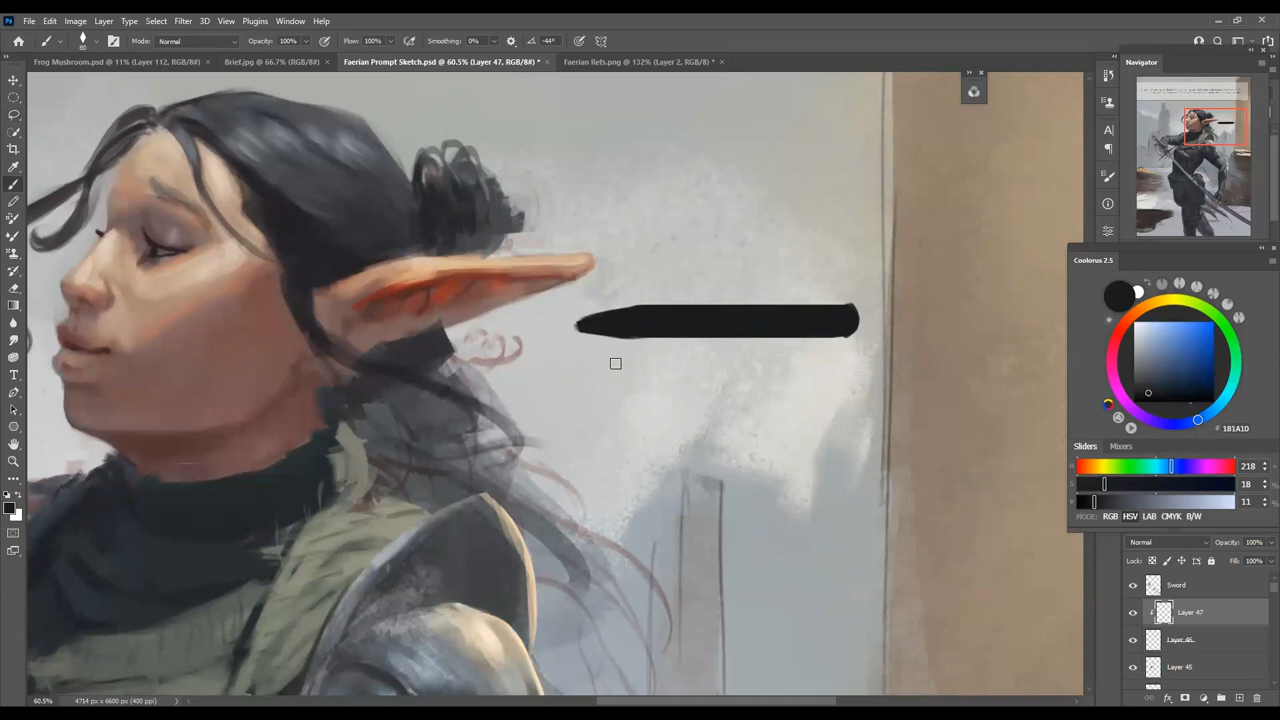 Ps File Edit Image Layer Type Select Filter 3D View Plugins Window Help
80 Mode: Normal Opacity: 100% Flow: 100% Smoothing: 0% -44°
Frog Mushroom.psd @ 11% (Layer 112, RGB/8#) × Brief.jpg @ 66.7% (RGB/8#) × Faerian Prompt Sketch.psd @ 60.5% (Layer 47, RGB/8#) * × Faerian Refs.png @ 132% (Layer 2, RGB/8*) * ×
Navigator
Coolorus 2.5
# 181A1D
Sliders Mixers
H 218 °
S 18 %
V 11 %
MODE: RGB HSV LAB CMYK B/W
Normal Opacity: 100%
Lock: Fill: 100%
Sword
Layer 47
Layer 46
Layer 45
60.5% 4714 px x 6600 px (400 ppi)